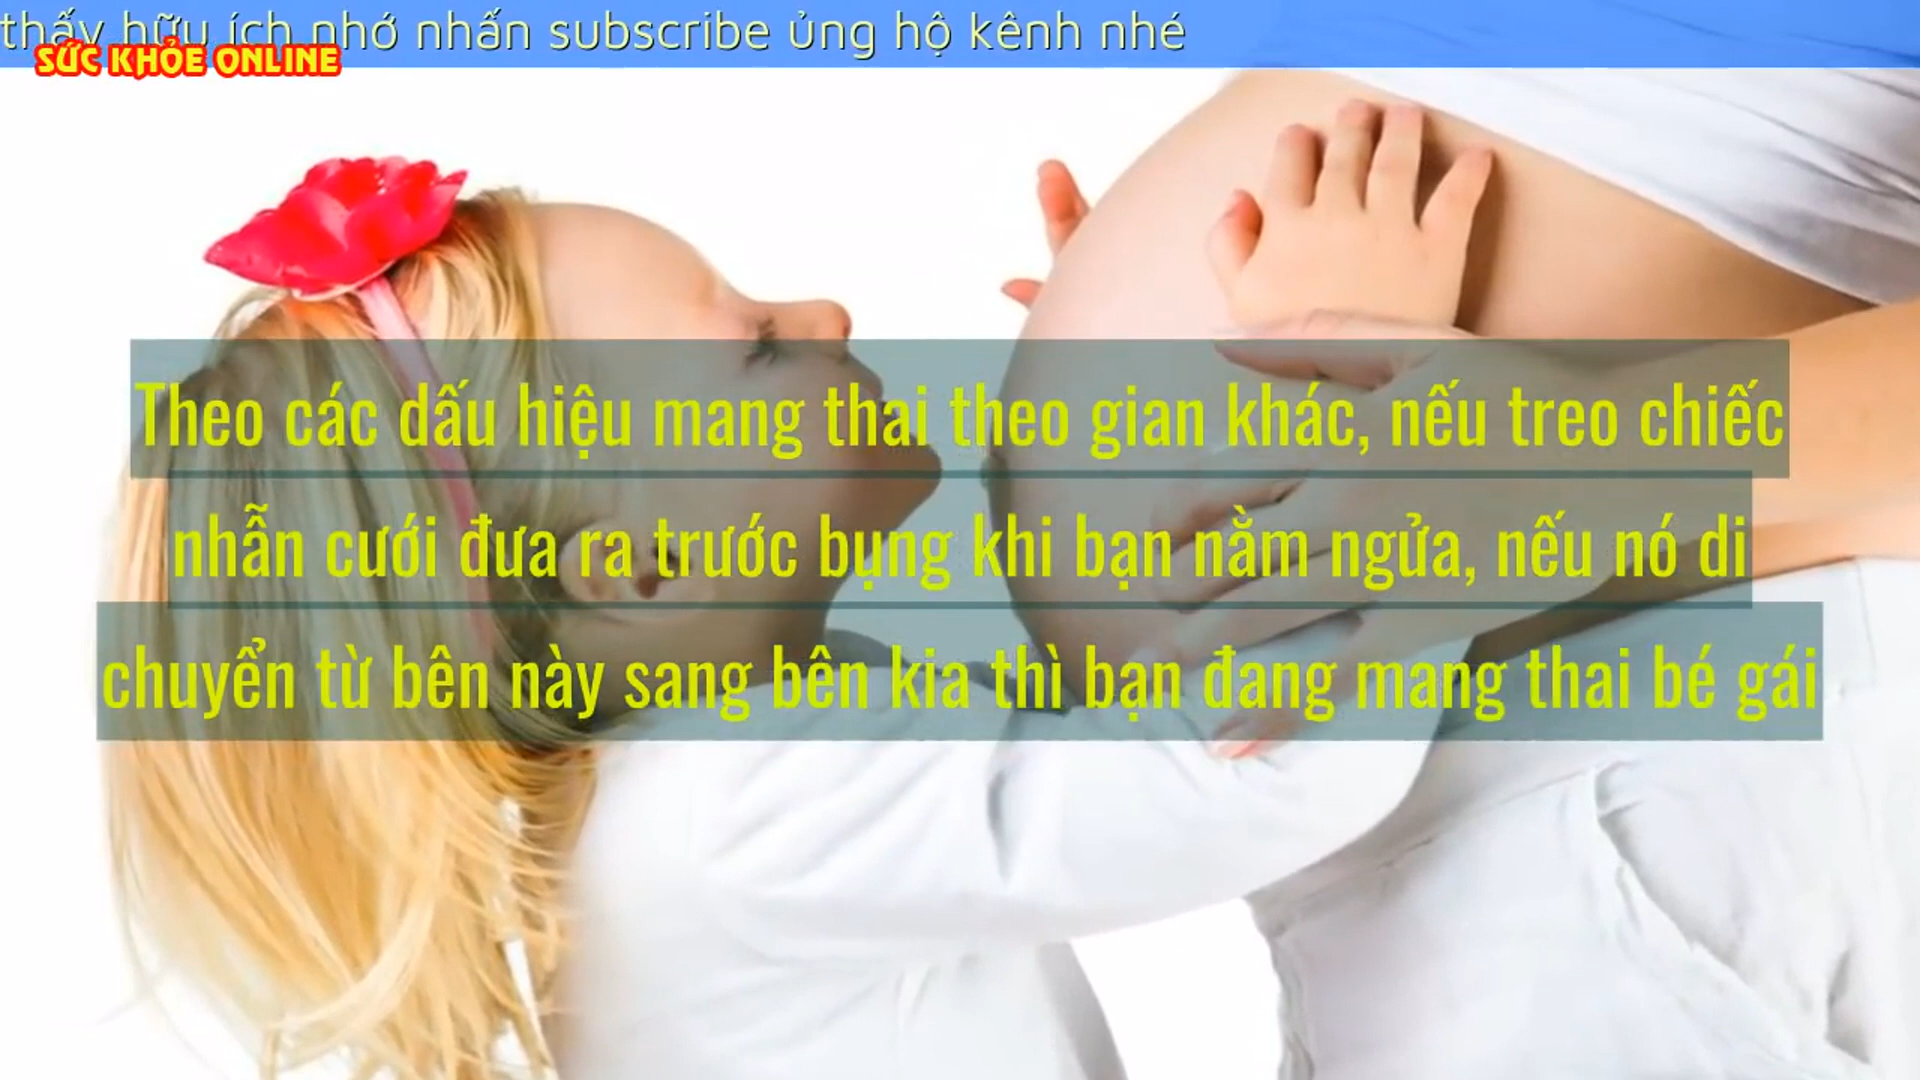 thấy hữu ích nhớ nhấn subscribe ủng hộ kênh nhé
SỨC KHỎE ONLINE
Theo các dấu hiệu mang thai theo gian khác, nếu treo chiếc
nhẫn cưới đưa ra trước bụng khi bạn nằm ngửa, nếu nó di
chuyển từ bên này sang bên kia thì bạn đang mang thai bé gái